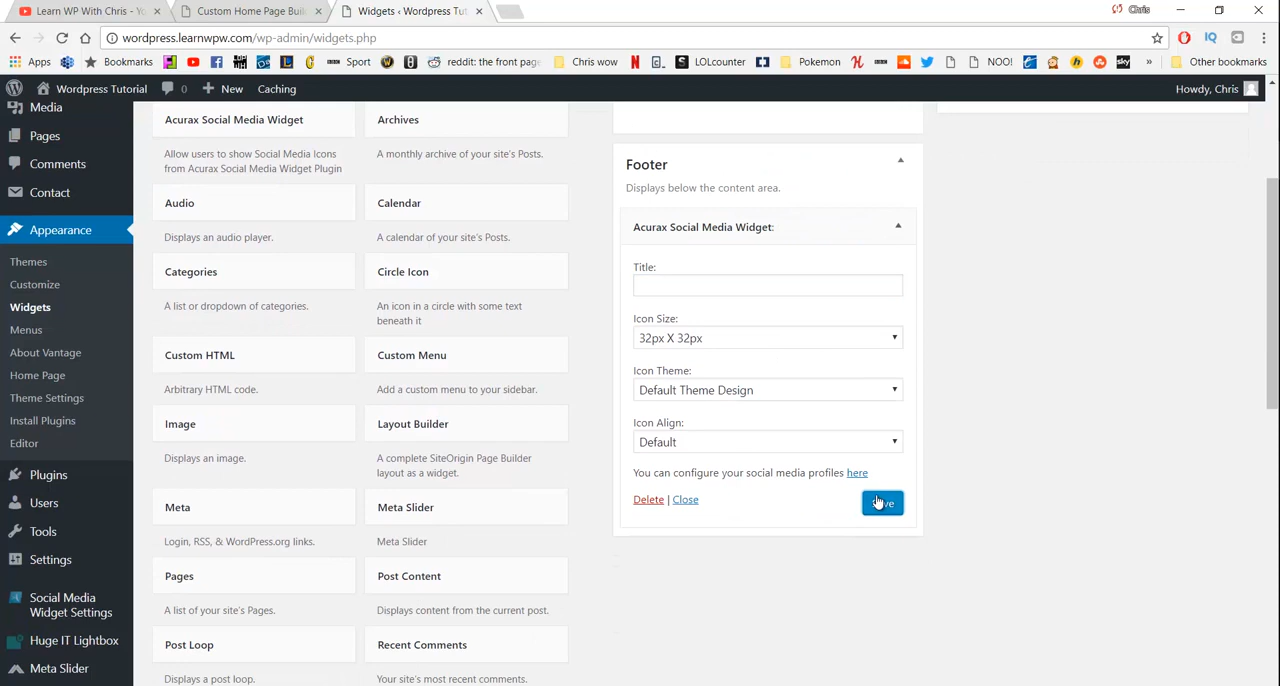 Learn WP With Chris - Yo
Custom Home Page Buil
Widgets ‹ Wordpress Tut
Chris
wordpress.learnwpw.com/wp-admin/widgets.php
Apps
Bookmarks
Sport
reddit: the front page
Chris wow
LOLcounter
Pokemon
NOO!
sky
»
Other bookmarks
Wordpress Tutorial
0
New
Caching
Howdy, Chris
Media
Pages
Comments
Contact
Appearance
Themes
Customize
Widgets
Menus
About Vantage
Home Page
Theme Settings
Install Plugins
Editor
Plugins
Users
Tools
Settings
Social Media
Widget Settings
Huge IT Lightbox
Meta Slider
Acurax Social Media Widget
Allow users to show Social Media Icons
from Acurax Social Media Widget Plugin
Archives
A monthly archive of your site's Posts.
Audio
Displays an audio player.
Calendar
A calendar of your site's Posts.
Categories
A list or dropdown of categories.
Circle Icon
An icon in a circle with some text
beneath it
Custom HTML
Arbitrary HTML code.
Custom Menu
Add a custom menu to your sidebar.
Image
Displays an image.
Layout Builder
A complete SiteOrigin Page Builder
layout as a widget.
Meta
Login, RSS, & WordPress.org links.
Meta Slider
Meta Slider
Pages
A list of your site's Pages.
Post Content
Displays content from the current post.
Post Loop
Displays a post loop.
Recent Comments
Your site's most recent comments.
Footer
Displays below the content area.
Acurax Social Media Widget:
Title:
Icon Size:
32px X 32px
Icon Theme:
Default Theme Design
Icon Align:
Default
You can configure your social media profiles here
Delete | Close